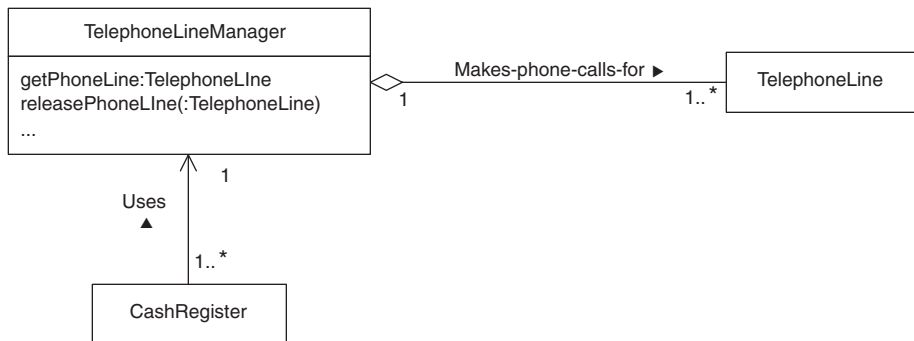 TelephoneLineManager
getPhoneLine:TelephoneLIne
releasePhoneLIne(:TelephoneLine)
...
Makes-phone-calls-for ▶
1
1..*
TelephoneLine
1
Uses
▲
1..*
CashRegister